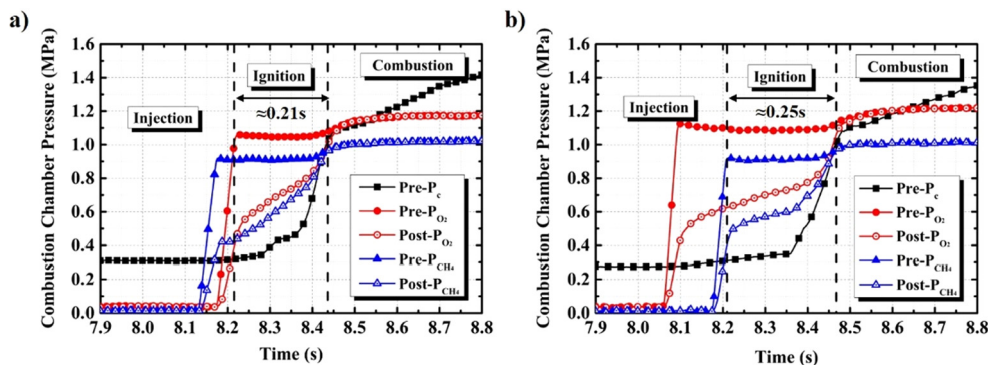 a)
Combustion Chamber Pressure (MPa)
1.6
1.4
1.2
1.0
0.8
0.6
0.4
0.2
0.0
Injection
Ignition
≈0.21s
Combustion
Pre-Pc
Pre-PO₂
Post-PO₂
Pre-PCH₄
Post-PCH₄
7.9 8.0 8.1 8.2 8.3 8.4 8.5 8.6 8.7 8.8
Time (s)
b)
Combustion Chamber Pressure (MPa)
1.6
1.4
1.2
1.0
0.8
0.6
0.4
0.2
0.0
Injection
Ignition
≈0.25s
Combustion
Pre-Pc
Pre-PO₂
Post-PO₂
Pre-PCH₄
Post-PCH₄
7.9 8.0 8.1 8.2 8.3 8.4 8.5 8.6 8.7 8.8
Time (s)